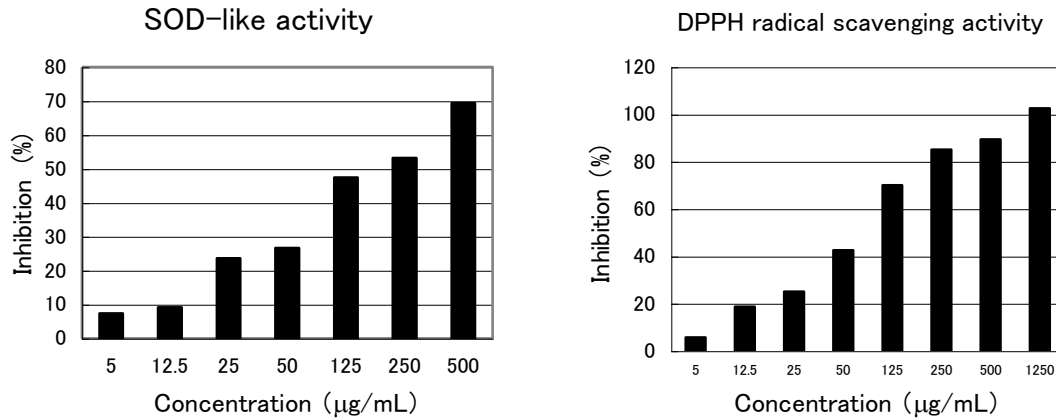 SOD-like activity
80
70
60
50
40
30
20
10
0
Inhibition (%)
5 12.5 25 50 125 250 500
Concentration (μg/mL)
DPPH radical scavenging activity
120
100
80
60
40
20
0
Inhibition (%)
5 12.5 25 50 125 250 500 1250
Concentration (μg/mL)